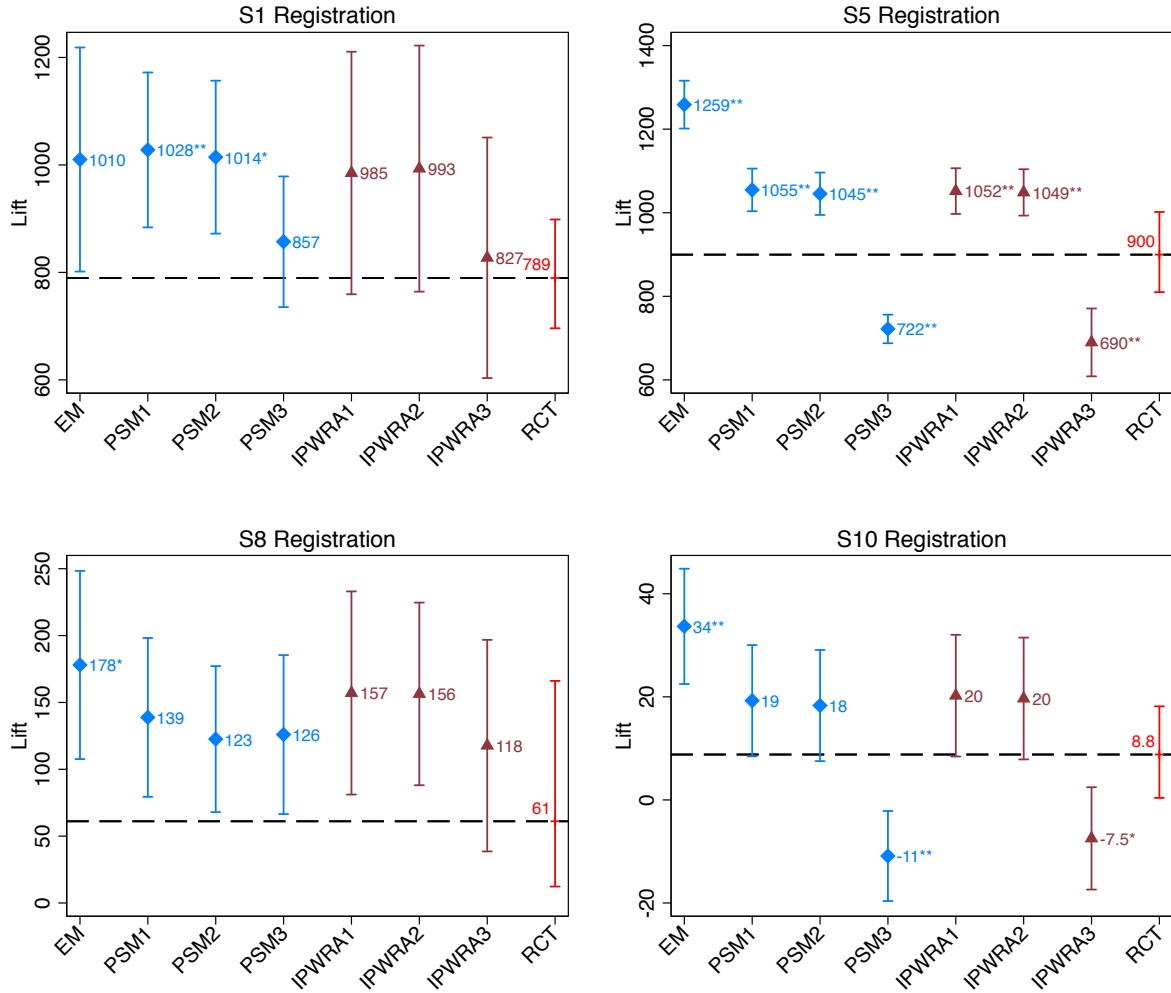 S1 Registration
Lift
1200
1000
800
600
1010
1028**
1014*
857
985
993
827
789
EM
PSM1
PSM2
PSM3
IPWRA1
IPWRA2
IPWRA3
RCT
S5 Registration
Lift
1400
1200
1000
800
600
1259**
1055**
1045**
722**
1052**
1049**
690**
900
EM
PSM1
PSM2
PSM3
IPWRA1
IPWRA2
IPWRA3
RCT
S8 Registration
Lift
250
200
150
100
50
0
178*
139
123
126
157
156
118
61
EM
PSM1
PSM2
PSM3
IPWRA1
IPWRA2
IPWRA3
RCT
S10 Registration
Lift
40
20
0
-20
34**
19
18
-11**
20
20
-7.5*
8.8
EM
PSM1
PSM2
PSM3
IPWRA1
IPWRA2
IPWRA3
RCT